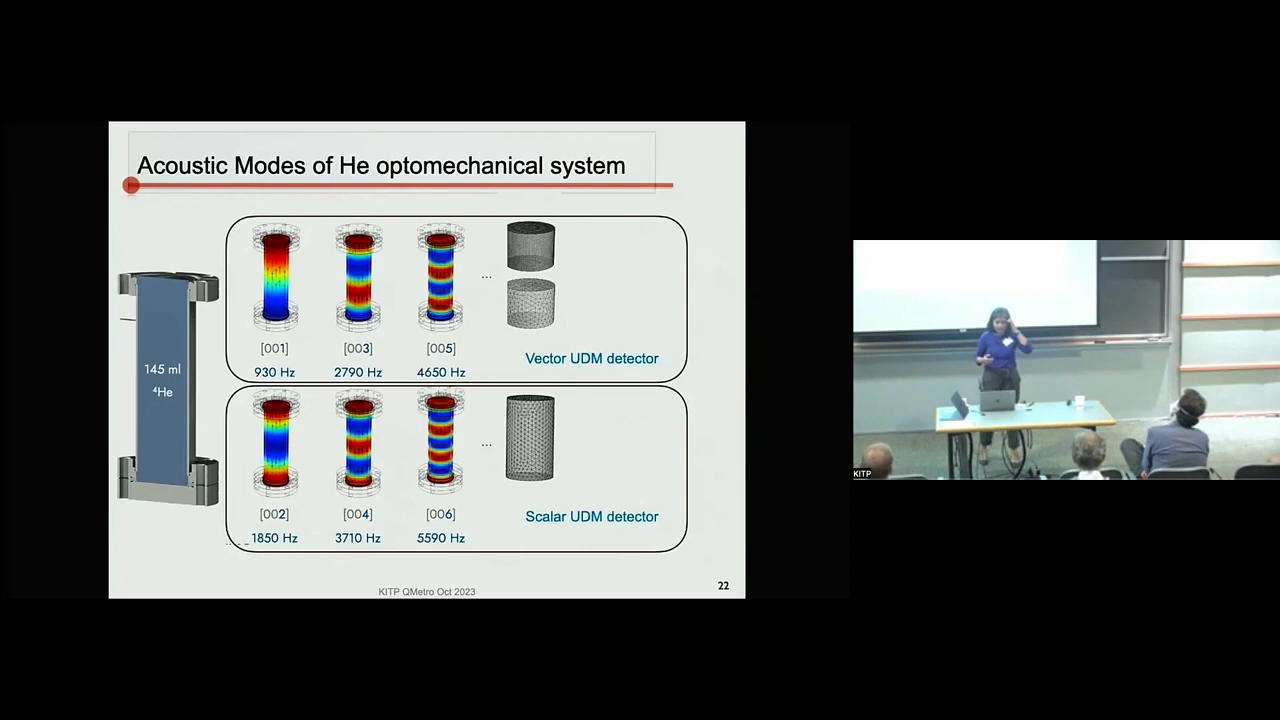 Acoustic Modes of He optomechanical system
145 ml
⁴He
...
[001] [003] [005]
930 Hz 2790 Hz 4650 Hz
Vector UDM detector
...
[002] [004] [006]
1850 Hz 3710 Hz 5590 Hz
Scalar UDM detector
KITP QMetro Oct 2023
22
KITP